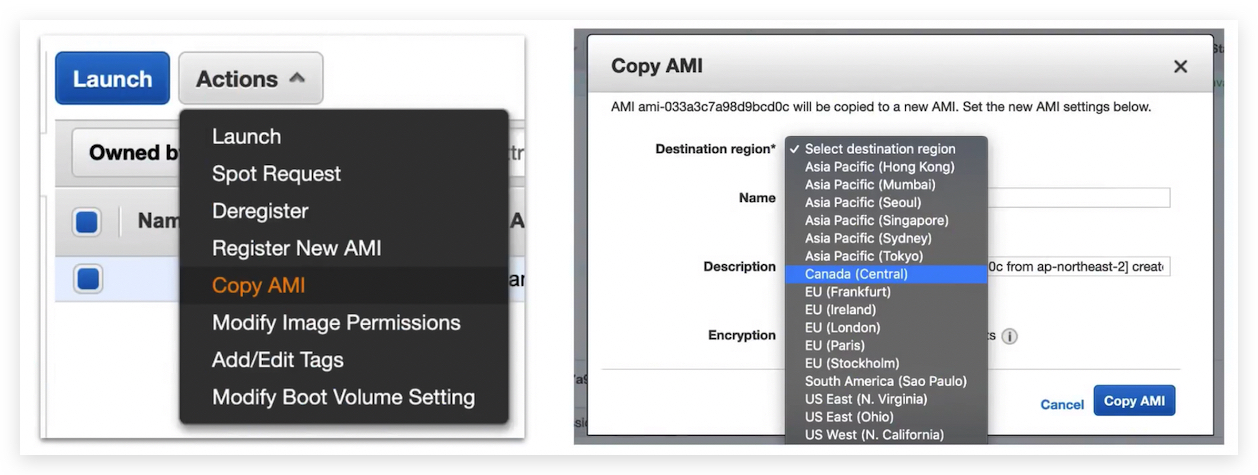 Launch
Actions
Launch
Spot Request
Deregister
Register New AMI
Copy AMI
Modify Image Permissions
Add/Edit Tags
Modify Boot Volume Setting
Owned b
Nam
Copy AMI
AMI ami-033a3c7a98d9bcd0c will be copied to a new AMI. Set the new AMI settings below.
Destination region*
Select destination region
Asia Pacific (Hong Kong)
Asia Pacific (Mumbai)
Asia Pacific (Seoul)
Asia Pacific (Singapore)
Asia Pacific (Sydney)
Asia Pacific (Tokyo)
Canada (Central)
EU (Frankfurt)
EU (Ireland)
EU (London)
EU (Paris)
EU (Stockholm)
South America (Sao Paulo)
US East (N. Virginia)
US East (Ohio)
US West (N. California)
Name
Description
0c from ap-northeast-2] create
Encryption
Cancel
Copy AMI